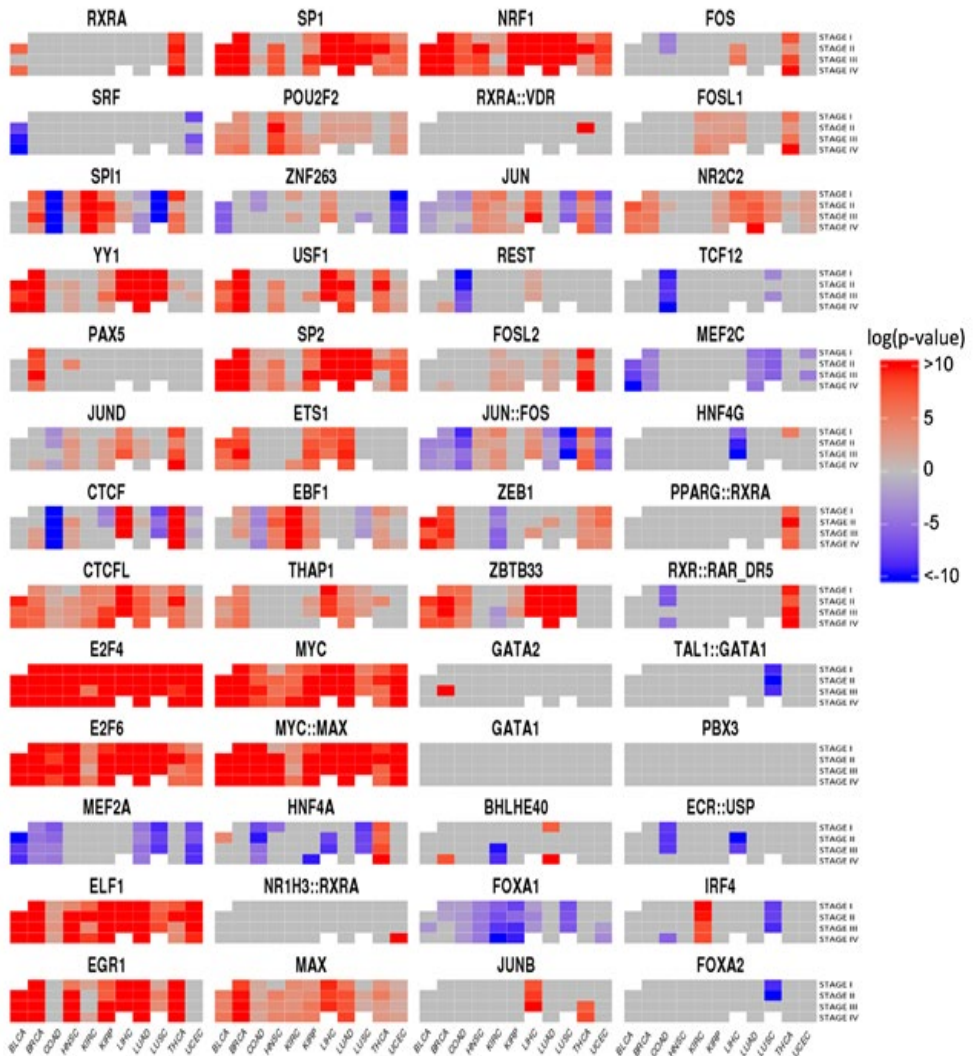 RXRA SP1 NRF1 FOS
STAGE I
STAGE II
STAGE III
STAGE IV
SRF POU2F2 RXRA::VDR FOSL1
STAGE I
STAGE II
STAGE III
STAGE IV
SPI1 ZNF263 JUN NR2C2
STAGE I
STAGE II
STAGE III
STAGE IV
YY1 USF1 REST TCF12
STAGE I
STAGE II
STAGE III
STAGE IV
PAX5 SP2 FOSL2 MEF2C
STAGE I
STAGE II
STAGE III
STAGE IV
JUND ETS1 JUN::FOS HNF4G
STAGE I
STAGE II
STAGE III
STAGE IV
CTCF EBF1 ZEB1 PPARG::RXRA
STAGE I
STAGE II
STAGE III
STAGE IV
CTCFL THAP1 ZBTB33 RXR::RAR_DR5
STAGE I
STAGE II
STAGE III
STAGE IV
E2F4 MYC GATA2 TAL1::GATA1
STAGE I
STAGE II
STAGE III
STAGE IV
E2F6 MYC::MAX GATA1 PBX3
STAGE I
STAGE II
STAGE III
STAGE IV
MEF2A HNF4A BHLHE40 ECR::USP
STAGE I
STAGE II
STAGE III
STAGE IV
ELF1 NR1H3::RXRA FOXA1 IRF4
STAGE I
STAGE II
STAGE III
STAGE IV
EGR1 MAX JUNB FOXA2
STAGE I
STAGE II
STAGE III
STAGE IV
BLCA BRCA COAD HNSC KIRC KIRP LIHC LUAD LUSC THCA UCEC BLCA BRCA COAD HNSC KIRC KIRP LIHC LUAD LUSC THCA UCEC BLCA BRCA COAD HNSC KIRC KIRP LIHC LUAD LUSC THCA UCEC BLCA BRCA COAD HNSC KIRC KIRP LIHC LUAD LUSC THCA UCEC
log(p-value)
>10
5
0
-5
<-10